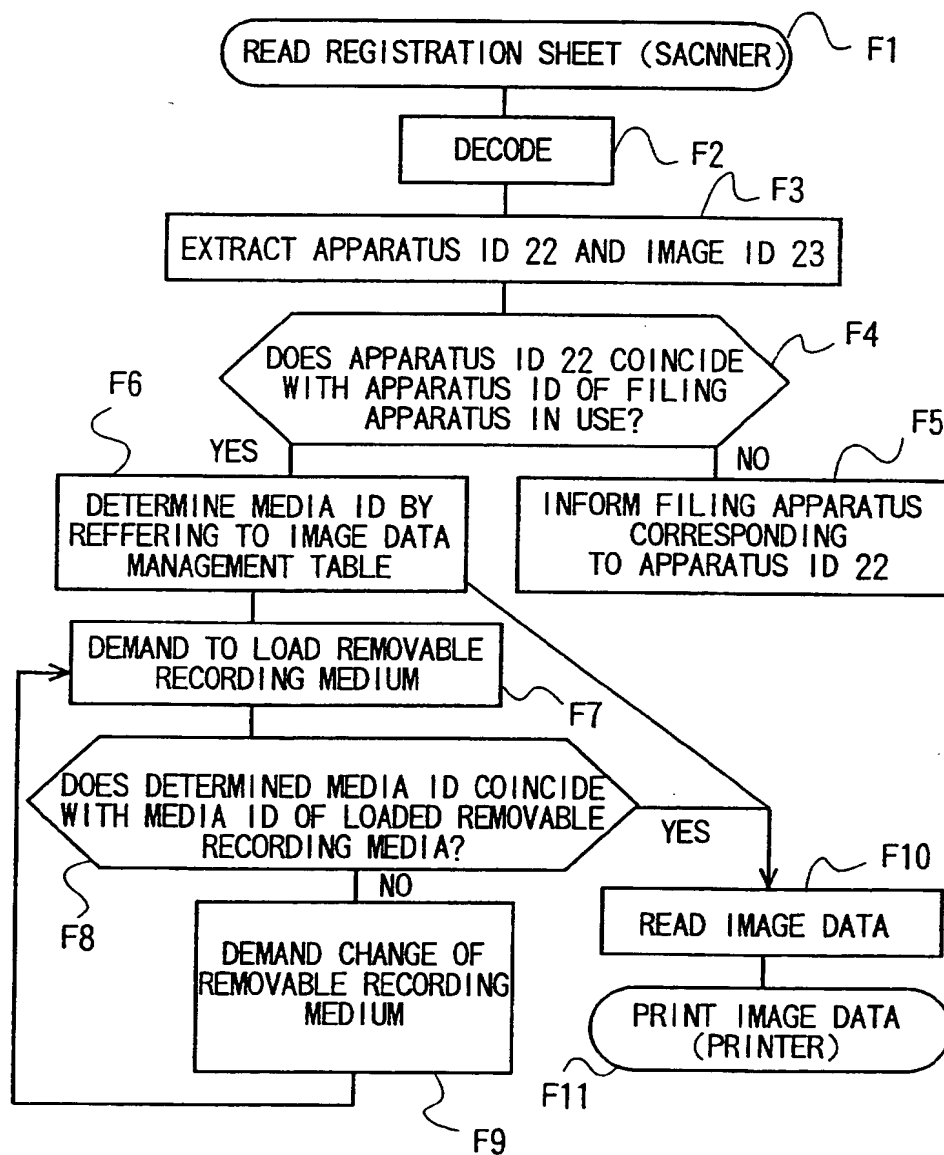 READ REGISTRATION SHEET (SACNNER)
F1
DECODE
F2
F3
EXTRACT APPARATUS ID 22 AND IMAGE ID 23
F4
DOES APPARATUS ID 22 COINCIDE
WITH APPARATUS ID OF FILING
APPARATUS IN USE?
F6
YES
NO
F5
DETERMINE MEDIA ID BY
REFFERING TO IMAGE DATA
MANAGEMENT TABLE
INFORM FILING APPARATUS
CORRESPONDING
TO APPARATUS ID 22
DEMAND TO LOAD REMOVABLE
RECORDING MEDIUM
F7
DOES DETERMINED MEDIA ID COINCIDE
WITH MEDIA ID OF LOADED REMOVABLE
RECORDING MEDIA?
YES
F8
NO
F10
READ IMAGE DATA
DEMAND CHANGE OF
REMOVABLE RECORDING
MEDIUM
PRINT IMAGE DATA
(PRINTER)
F11
F9